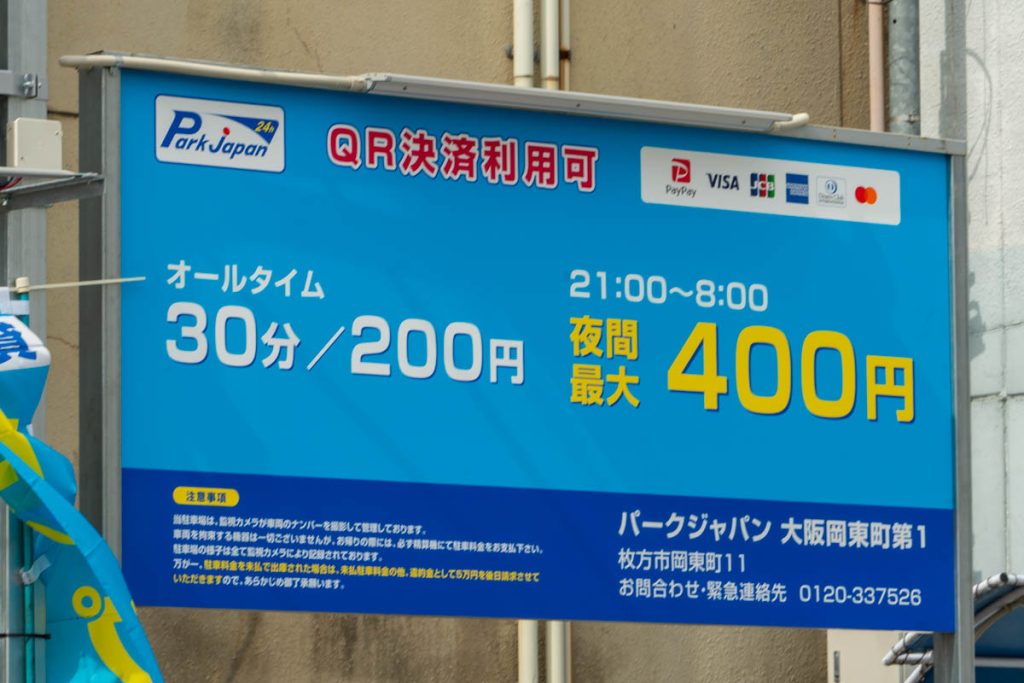 Park Japan 24h
QR決済利用可
PayPay VISA JCB
オールタイム
30分／200円
21:00～8:00
夜間
最大 400円
注意事項
当駐車場は、監視カメラが車両のナンバーを撮影して管理しております。
車両を拘束する機器は一切ございませんが、お帰りの際には、必ず精算機にて駐車料金をお支払下さい。
駐車場の様子は全て監視カメラにより記録されております。
万が一、駐車料金を未払で出庫された場合は、未払駐車料金の他、違約金として5万円を後日請求させて
いただきますので、あらかじめ御了承願います。
パークジャパン 大阪岡東町第1
枚方市岡東町11
お問合わせ・緊急連絡先 0120-337526